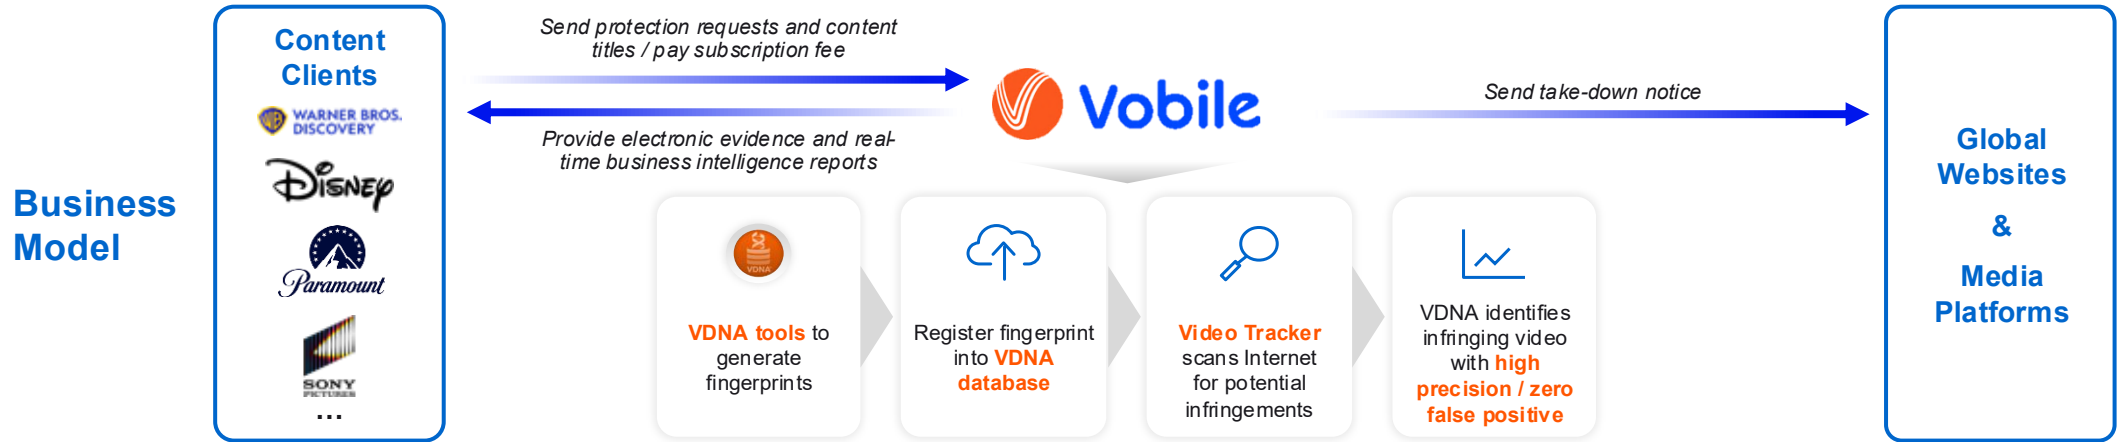 Business
Model
Content
Clients
WARNER BROS.
DISCOVERY
DISNEY
Paramount
SONY
PICTURES
...
Send protection requests and content
titles / pay subscription fee
Provide electronic evidence and real-
time business intelligence reports
Vobile
Send take-down notice
VDNA
VDNA tools to
generate
fingerprints
Register fingerprint
into VDNA
database
Video Tracker
scans Internet
for potential
infringements
VDNA identifies
infringing video
with high
precision / zero
false positive
Global
Websites
&
Media
Platforms